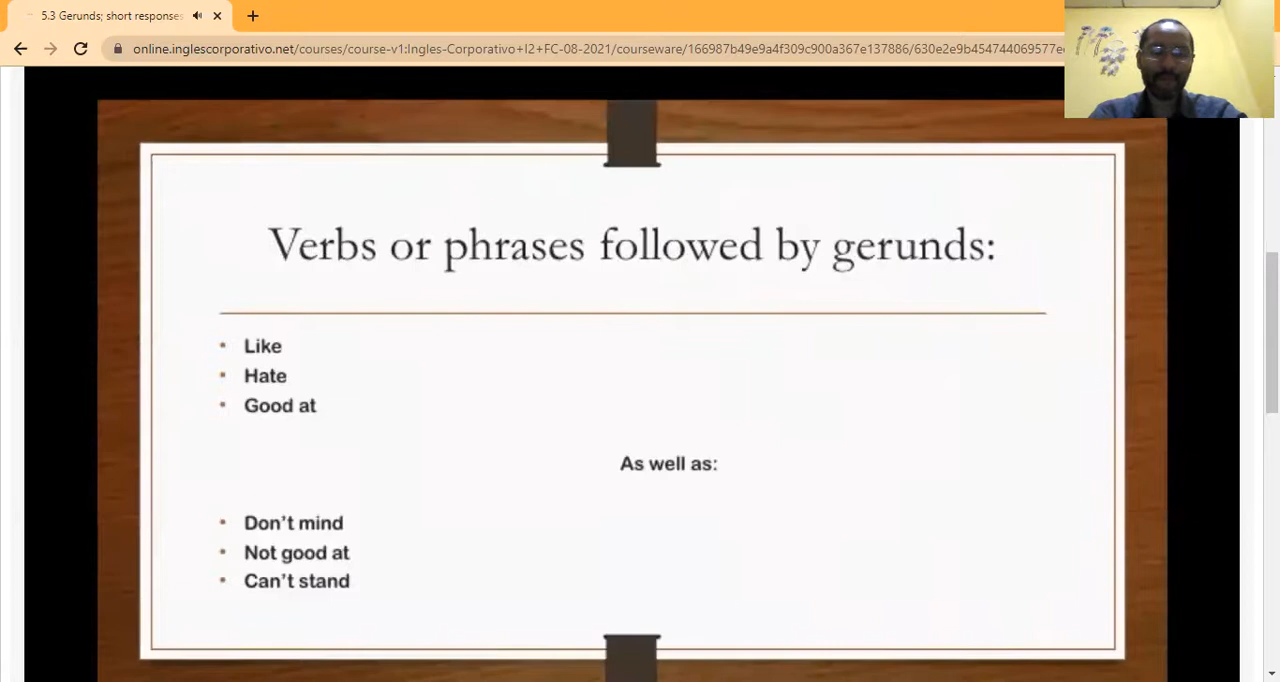 5.3 Gerunds; short responses
online.inglescorporativo.net/courses/course-v1:Ingles-Corporativo+I2+FC-08-2021/courseware/166987b49e9a4f309c900a367e137886/630e2e9b454744069577e
Verbs or phrases followed by gerunds:
• Like
• Hate
• Good at
As well as:
• Don't mind
• Not good at
• Can't stand